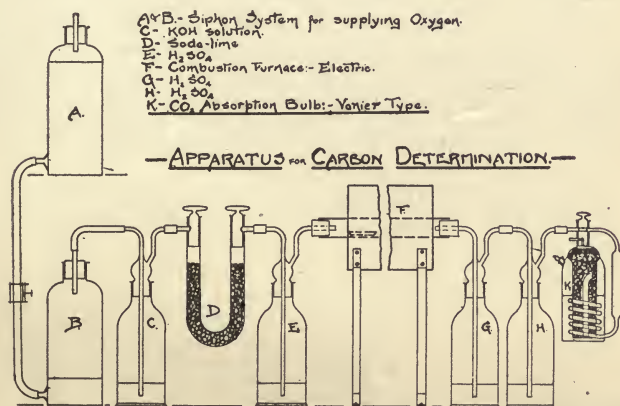 A&B.- Siphon System for supplying Oxygen.
C- KOH solution.
D- Soda-lime
E- H₂SO₄
F- Combustion Furnace:- Electric.
G- H₂SO₄
H- H₂SO₄
K- CO₂ Absorption Bulb:- Vanier Type.
—APPARATUS FOR CARBON DETERMINATION.—
A.
B.
C.
D
E.
F.
G.
H.
K